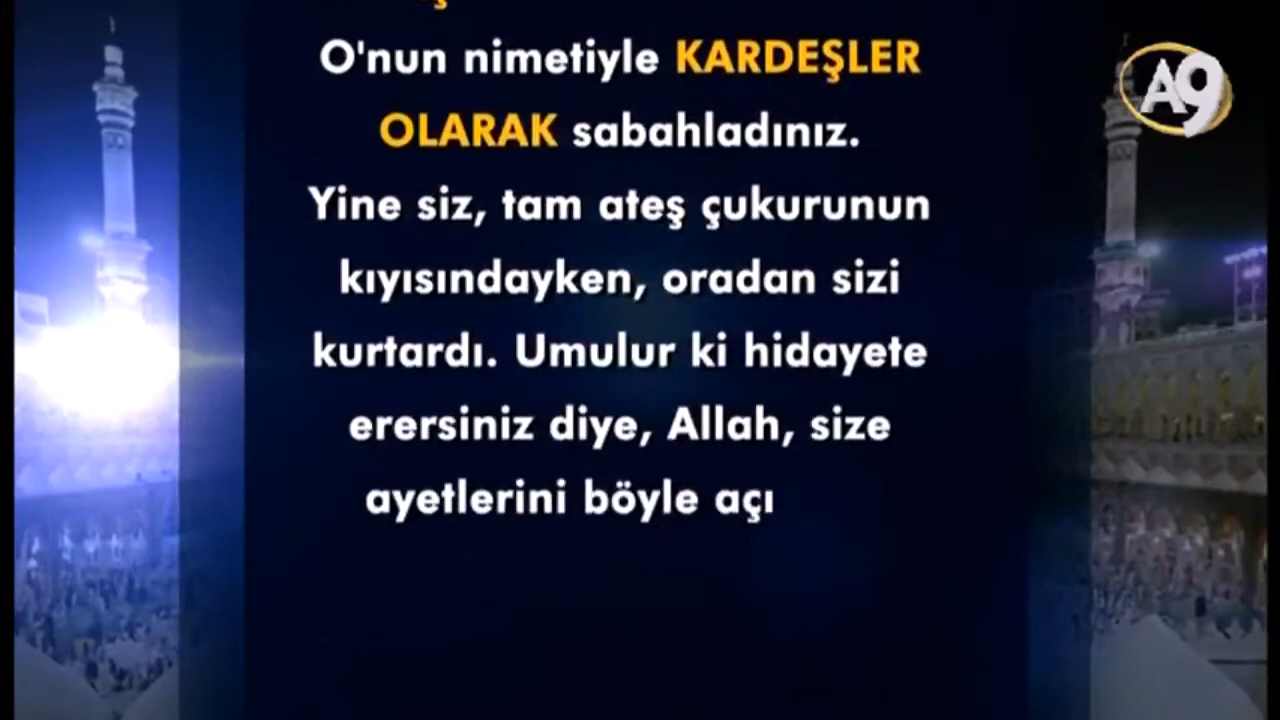 O'nun nimetiyle KARDEŞLER
OLARAK sabahladınız.
Yine siz, tam ateş çukurunun
kıyısındayken, oradan sizi
kurtardı. Umulur ki hidayete
erersiniz diye, Allah, size
ayetlerini böyle açı
A9